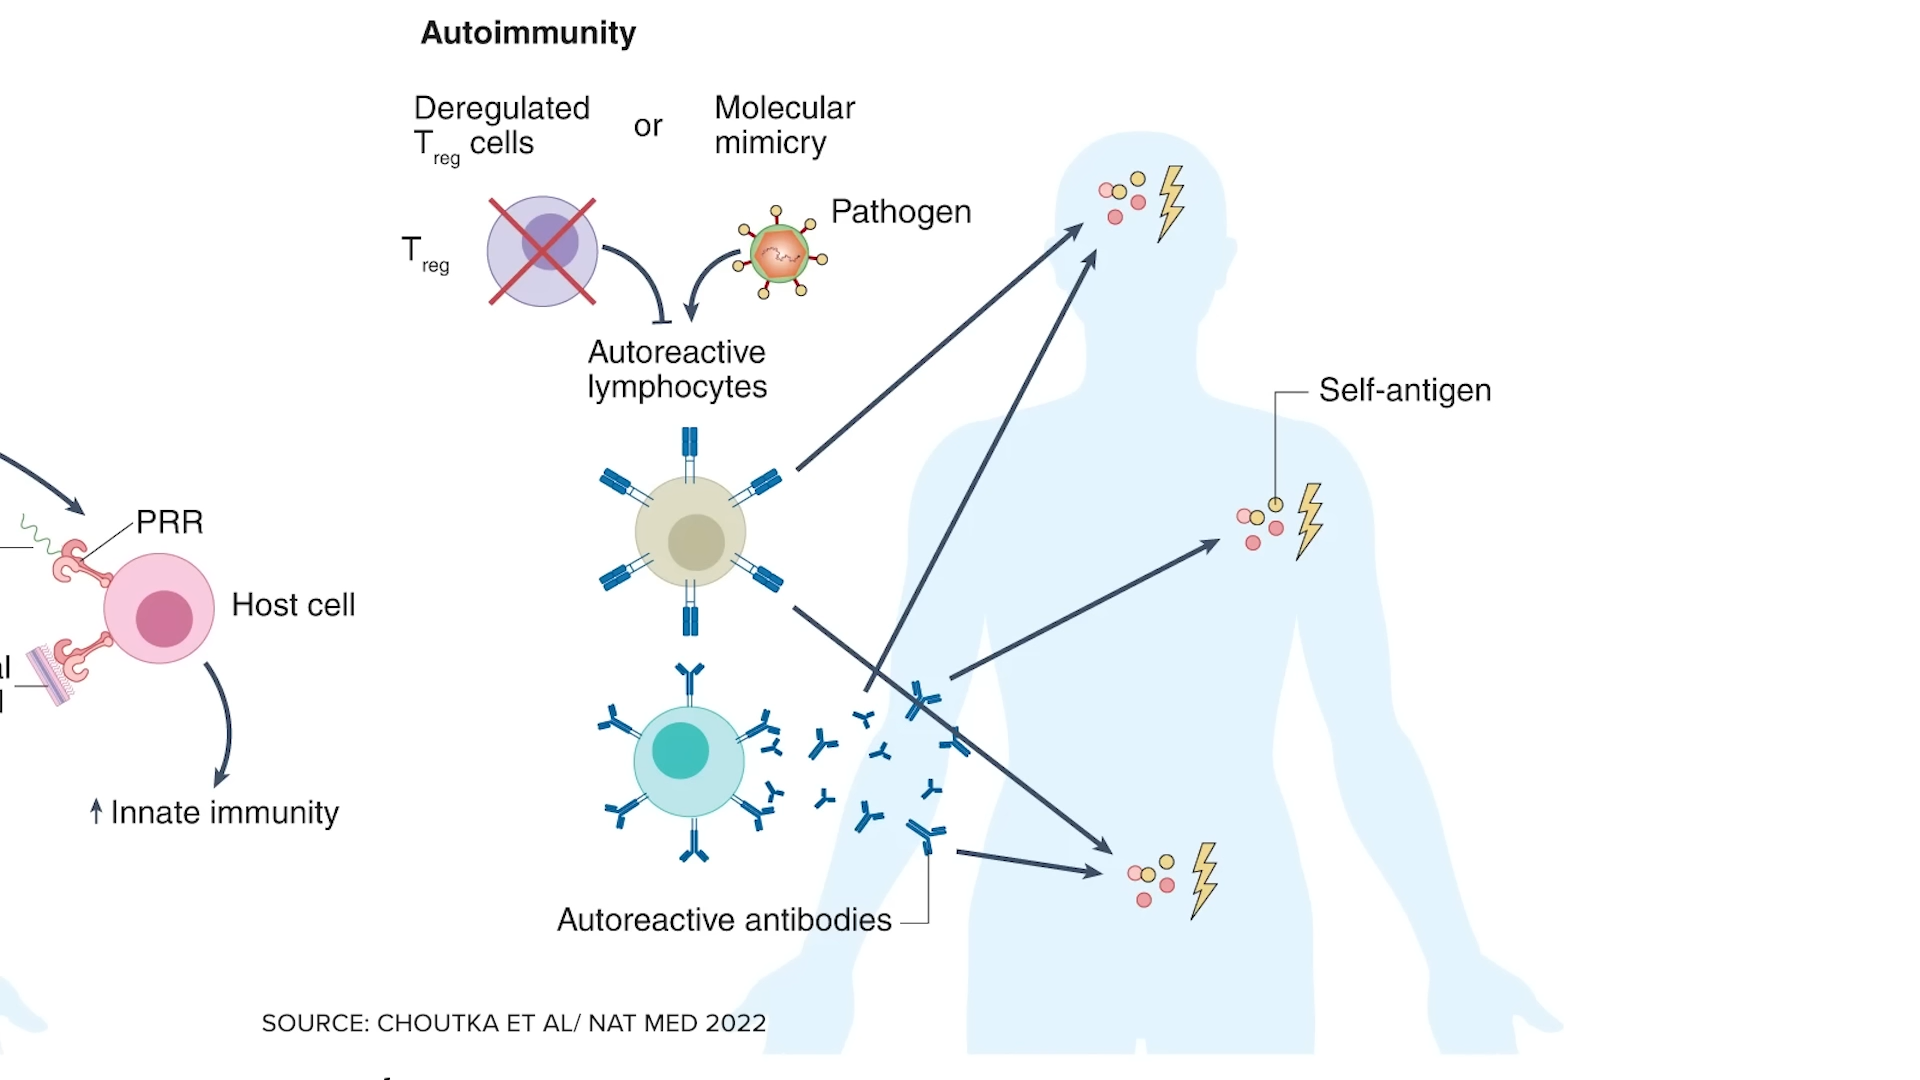 Autoimmunity
Deregulated
Treg cells
or
Molecular
mimicry
Treg
Pathogen
Autoreactive
lymphocytes
Self-antigen
PRR
Host cell
Innate immunity
Autoreactive antibodies
SOURCE: CHOUTKA ET AL/ NAT MED 2022